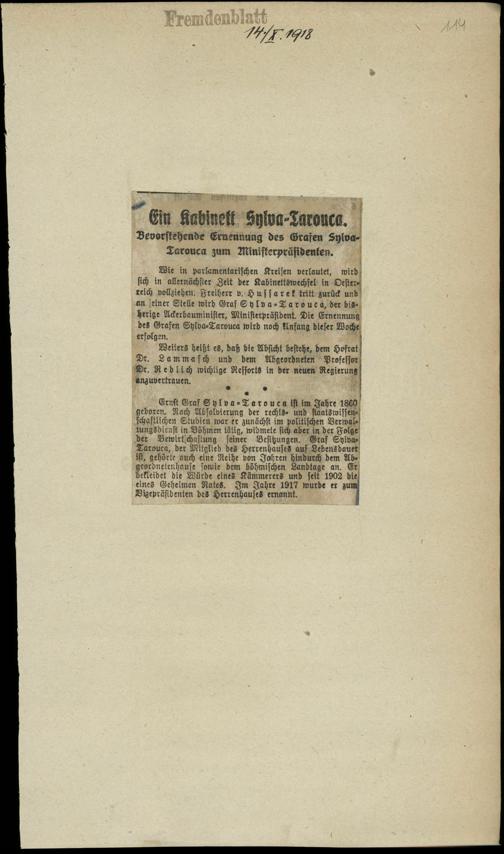 Fremdenblatt
14/X. 1918
114
Ein Kabinett Sylva-Tarouca.
Bevorstehende Ernennung des Grafen Sylva-
Tarouca zum Ministerpräsidenten.
Wie in parlamentarischen Kreisen verlautet, wird
sich in allernächster Zeit der Kabinettswechsel in Öster-
reich vollziehen. Freiherr v. Hussarek tritt zurück und
an seiner Stelle wird Graf Sylva-Tarouca, der bis-
herige Ackerbauminister, Ministerpräsident. Die Ernennung
des Grafen Sylva-Tarouca wird noch Anfang dieser Woche
erfolgen.
Weiters heißt es, daß die Absicht bestehe, dem Hofrat
Dr. Lammasch und dem Abgeordneten Professor
Dr. Redlich wichtige Ressorts in der neuen Regierung
anzuvertrauen.
* * *
Ernst Graf Sylva-Tarouca ist im Jahre 1860
geboren. Nach Absolvierung der rechts- und staatswissen-
schaftlichen Studien war er zunächst im politischen Verwal-
tungsdienst in Böhmen tätig, widmete sich aber in der Folge
der Bewirtschaftung seiner Besitzungen. Graf Sylva-
Tarouca, der Mitglied des Herrenhauses auf Lebensdauer
ist, gehörte auch eine Reihe von Jahren hindurch dem Ab-
geordnetenhause sowie dem böhmischen Landtage an. Er
bekleidet die Würde eines Kämmerers und seit 1902 die
eines Geheimen Rates. Im Jahre 1917 wurde er zum
Vizepräsidenten des Herrenhauses ernannt.